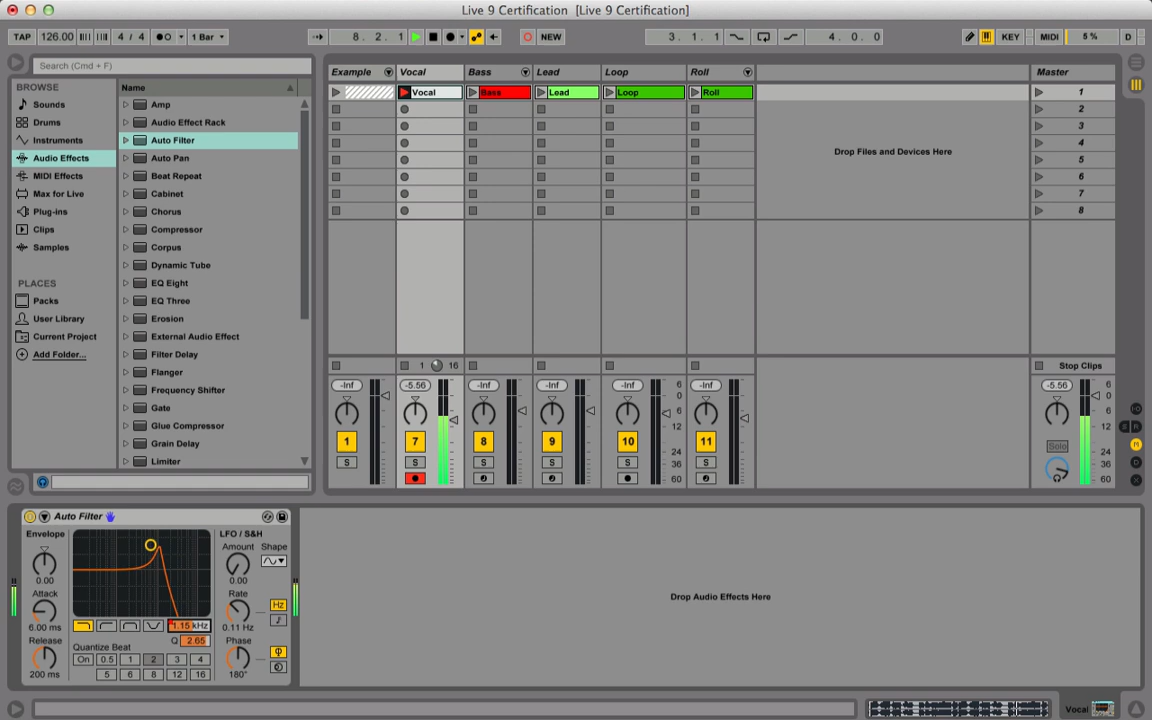 Live 9 Certification  [Live 9 Certification]
TAP 126.00 4 / 4 1 Bar 8. 2. 1 NEW 3. 1. 1 4. 0. 0 KEY MIDI 5 % D
Search (Cmd + F)
BROWSE
Sounds
Drums
Instruments
Audio Effects
MIDI Effects
Max for Live
Plug-ins
Clips
Samples
PLACES
Packs
User Library
Current Project
Add Folder...
Name
Amp
Audio Effect Rack
Auto Filter
Auto Pan
Beat Repeat
Cabinet
Chorus
Compressor
Corpus
Dynamic Tube
EQ Eight
EQ Three
Erosion
External Audio Effect
Filter Delay
Flanger
Frequency Shifter
Gate
Glue Compressor
Grain Delay
Limiter
Example Vocal Bass Lead Loop Roll Master
Vocal Bass Lead Loop Roll 1
2
3
4
5
6
7
8
Drop Files and Devices Here
1 16 Stop Clips
-Inf -5.56 -Inf -Inf -Inf -Inf -5.56
6 6
0 0
6 6
12 12
24 24
36 36
60 60
1 7 8 9 10 11 Solo
S S S S S S
Auto Filter
Envelope
0.00
Attack
6.00 ms
Release
200 ms
1.15 kHz
Q 2.65
Quantize Beat
On 0.5 1 2 3 4
5 6 8 12 16
LFO / S&H
Amount Shape
0.00
Rate Hz
0.11 Hz
Phase
180°
Drop Audio Effects Here
Vocal